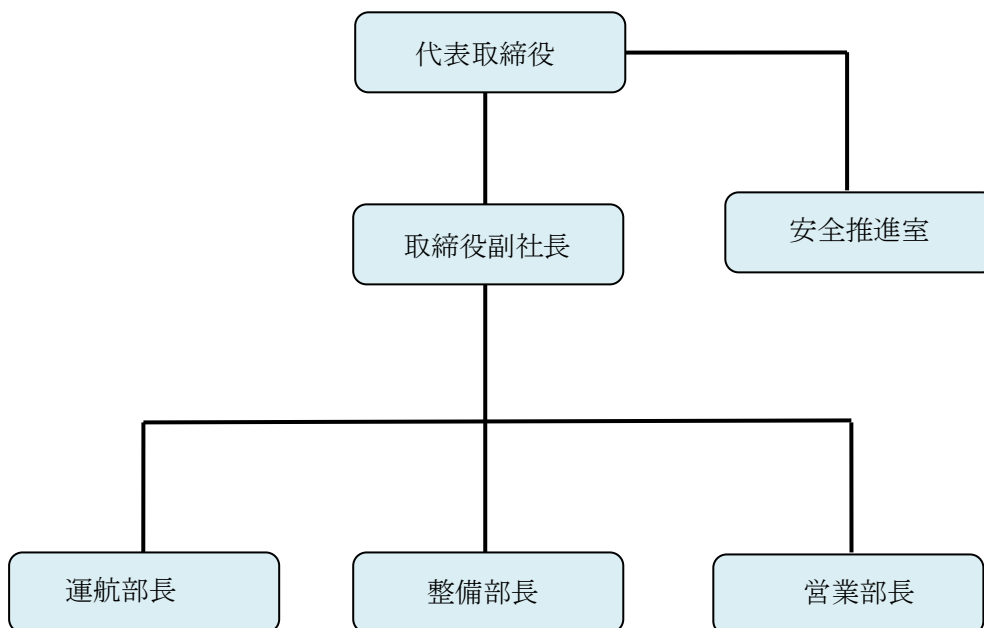 代表取締役
取締役副社長
安全推進室
運航部長
整備部長
営業部長